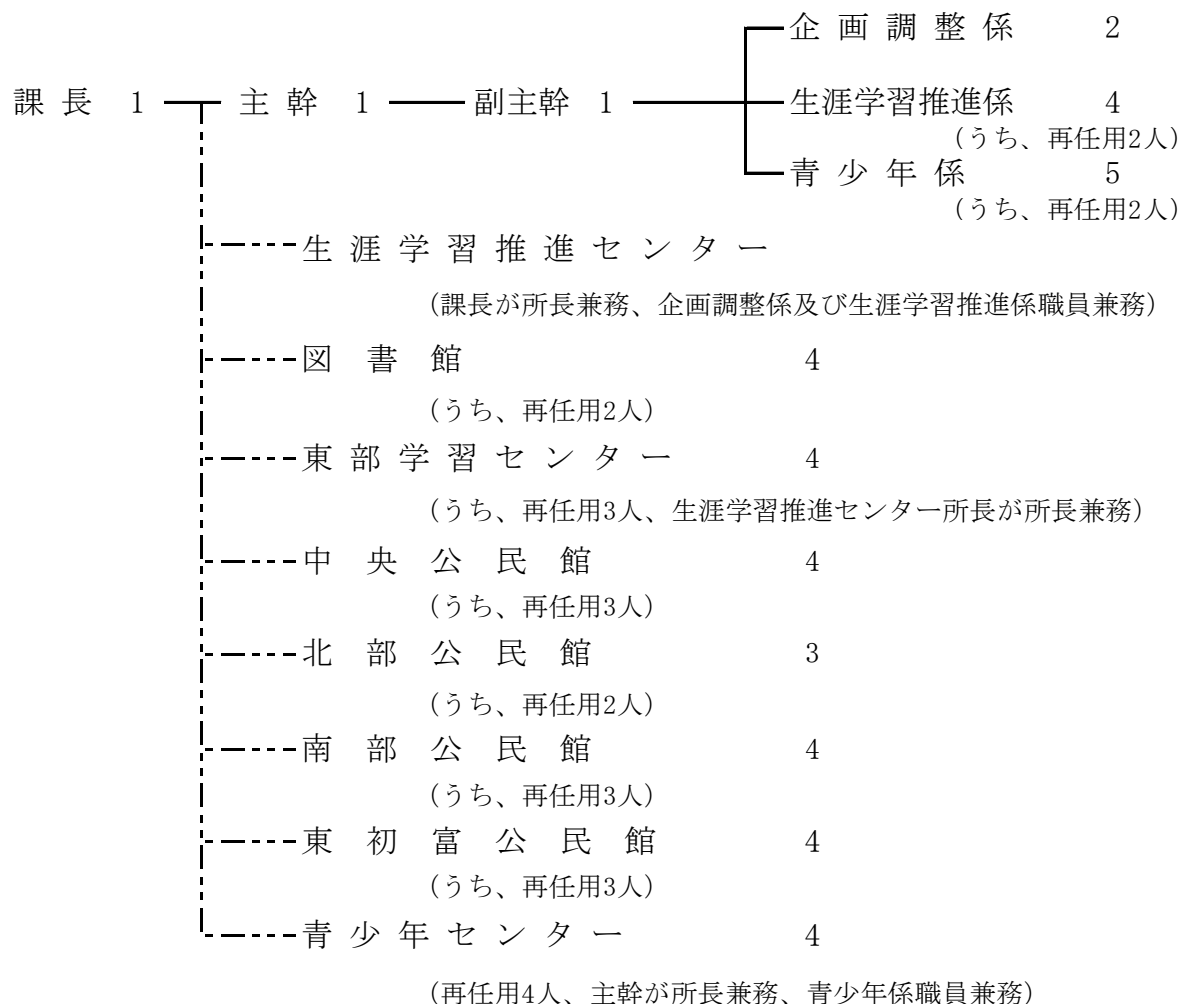 企画調整係 2
課長 1 主幹 1 副主幹 1 生涯学習推進係 4
(うち、再任用2人)
青少年係 5
(うち、再任用2人)
生涯学習推進センター
(課長が所長兼務、企画調整係及び生涯学習推進係職員兼務)
図書館 4
(うち、再任用2人)
東部学習センター 4
(うち、再任用3人、生涯学習推進センター所長が所長兼務)
中央公民館 4
(うち、再任用3人)
北部公民館 3
(うち、再任用2人)
南部公民館 4
(うち、再任用3人)
東初富公民館 4
(うち、再任用3人)
青少年センター 4
(再任用4人、主幹が所長兼務、青少年係職員兼務)